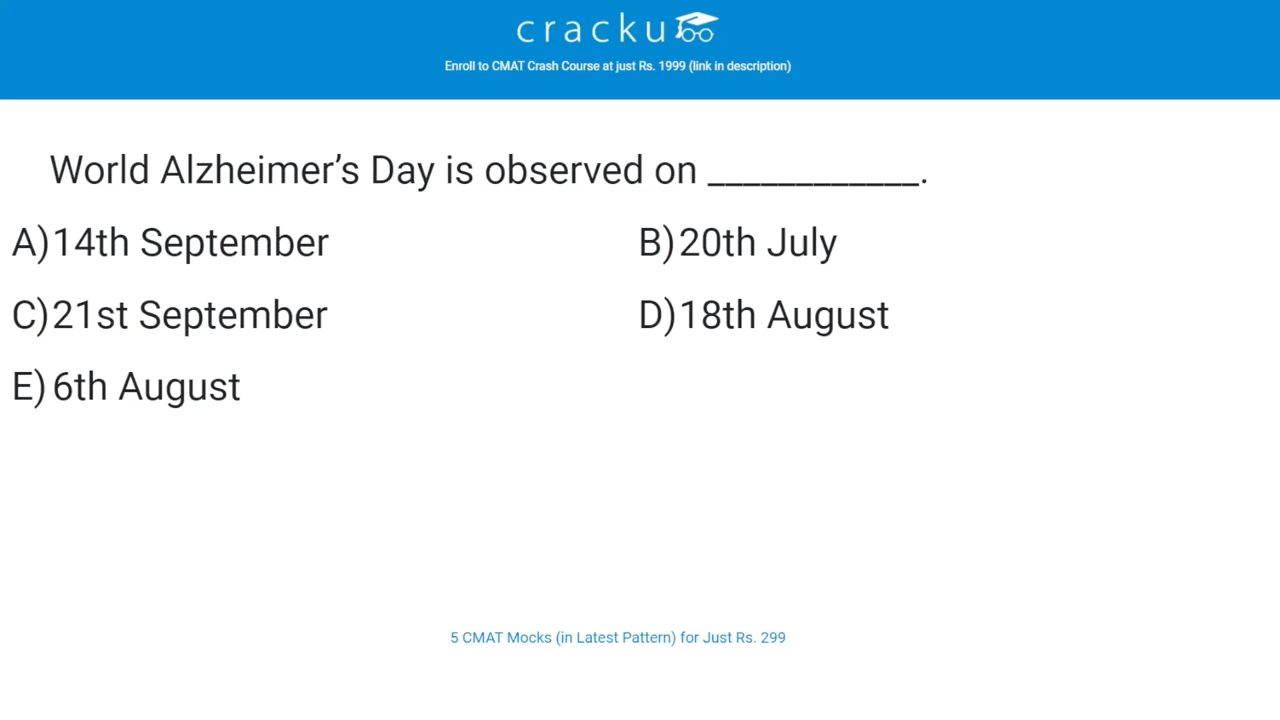 cracku
Enroll to CMAT Crash Course at just Rs. 1999 (link in description)
World Alzheimer’s Day is observed on ____________.
A)14th September B)20th July
C)21st September D)18th August
E)6th August
5 CMAT Mocks (in Latest Pattern) for Just Rs. 299